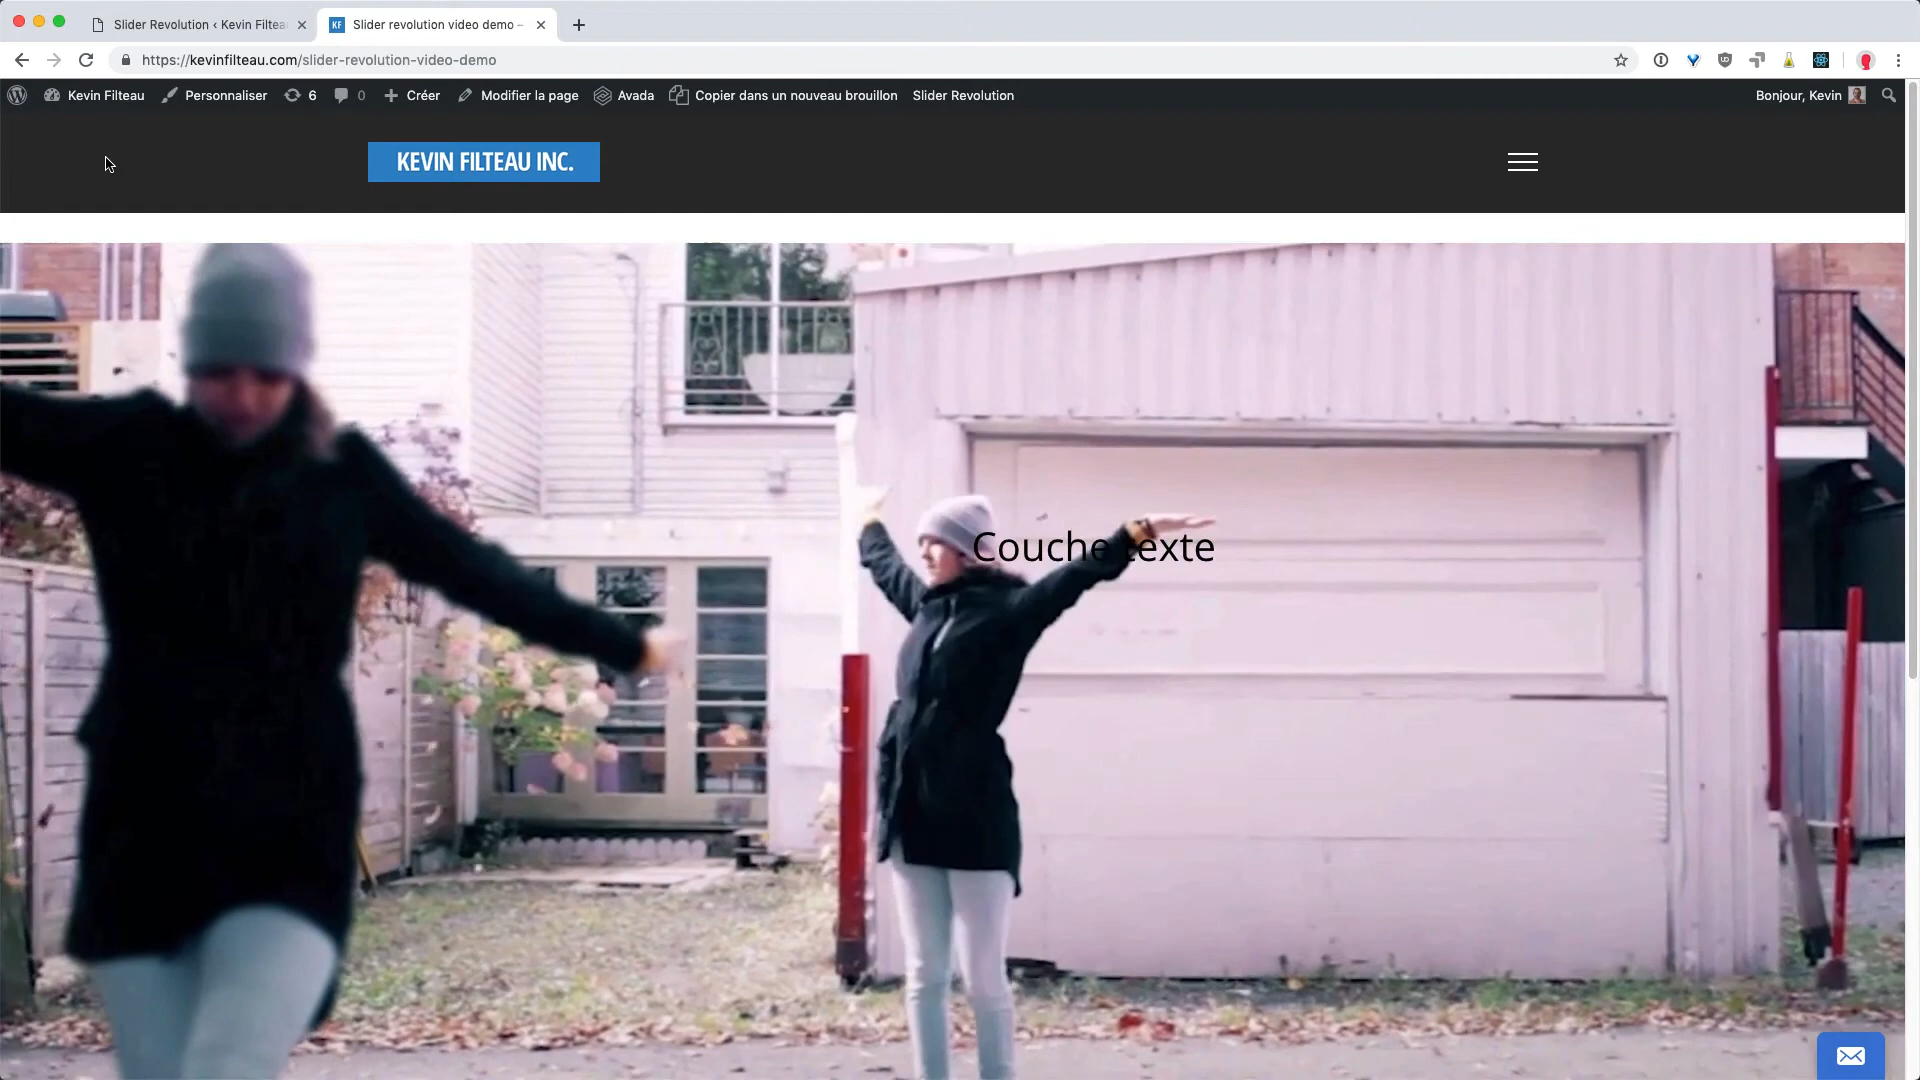 Slider Revolution ‹ Kevin Filtea
KF Slider revolution video demo –
https://kevinfilteau.com/slider-revolution-video-demo
Kevin Filteau Personnaliser 6 0 Créer Modifier la page Avada Copier dans un nouveau brouillon Slider Revolution Bonjour, Kevin
KEVIN FILTEAU INC.
Couche texte